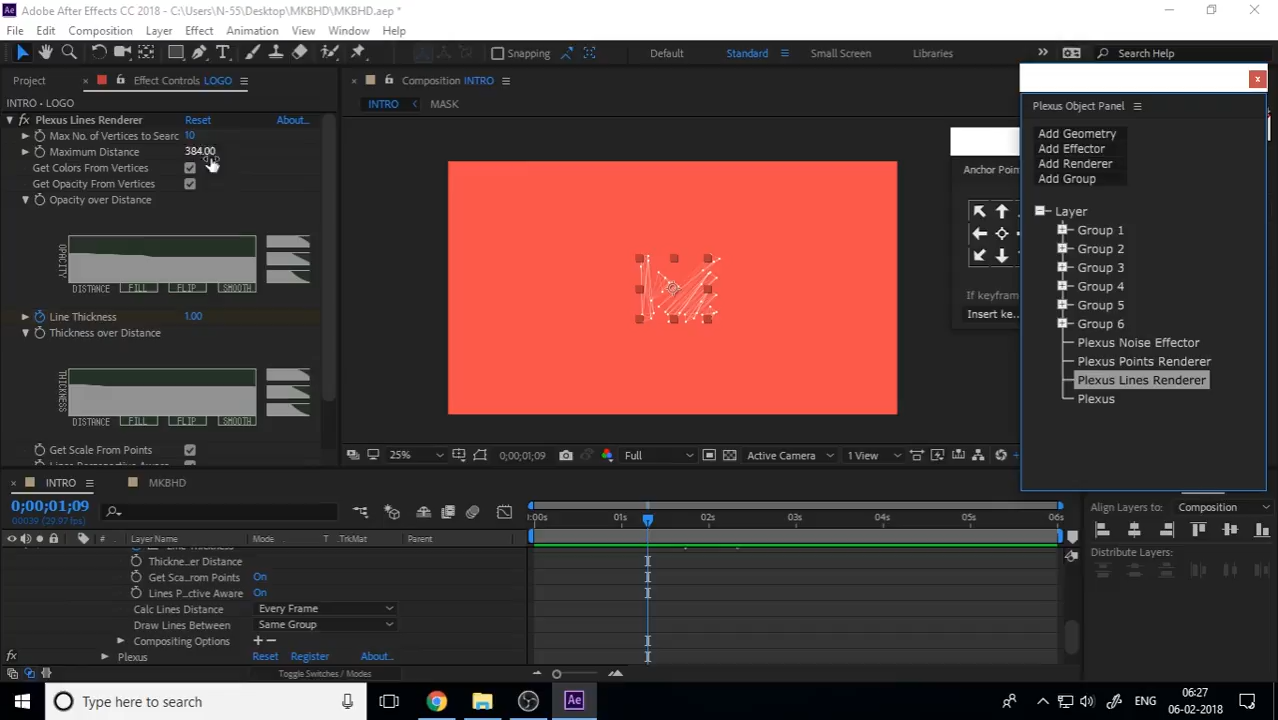 Adobe After Effects CC 2018 - C:\Users\N-55\Desktop\MKBHD\MKBHD.aep *
File Edit Composition Layer Effect Animation View Window Help
Snapping Default Standard Small Screen Libraries Search Help
Project Effect Controls LOGO Composition INTRO
INTRO - LOGO
INTRO MASK
Plexus Lines Renderer Reset About...
Max No. of Vertices to Searc 10
Maximum Distance 384.00
Get Colors From Vertices
Get Opacity From Vertices
Opacity over Distance
OPACITY
DISTANCE FILL FLIP SMOOTH
Line Thickness 1.00
Thickness over Distance
THICKNESS
DISTANCE FILL FLIP SMOOTH
Get Scale From Points
25% 0;00;01;09 Full Active Camera 1 View
Anchor Poin
If keyfram
Insert ke..
Plexus Object Panel
Add Geometry
Add Effector
Add Renderer
Add Group
Layer
Group 1
Group 2
Group 3
Group 4
Group 5
Group 6
Plexus Noise Effector
Plexus Points Renderer
Plexus Lines Renderer
Plexus
INTRO MKBHD
0;00;01;09
00039 (29.97 fps)
:00s 01s 02s 03s 04s 05s 06s
# Layer Name Mode T .TrkMat Parent
Thickne...er Distance
Get Sca...rom Points On
Lines P...ctive Aware On
Calc Lines Distance Every Frame
Draw Lines Between Same Group
Compositing Options + –
fx Plexus Reset Register About...
Toggle Switches / Modes
Align Layers to: Composition
Distribute Layers:
Type here to search
ENG
06:27
06-02-2018